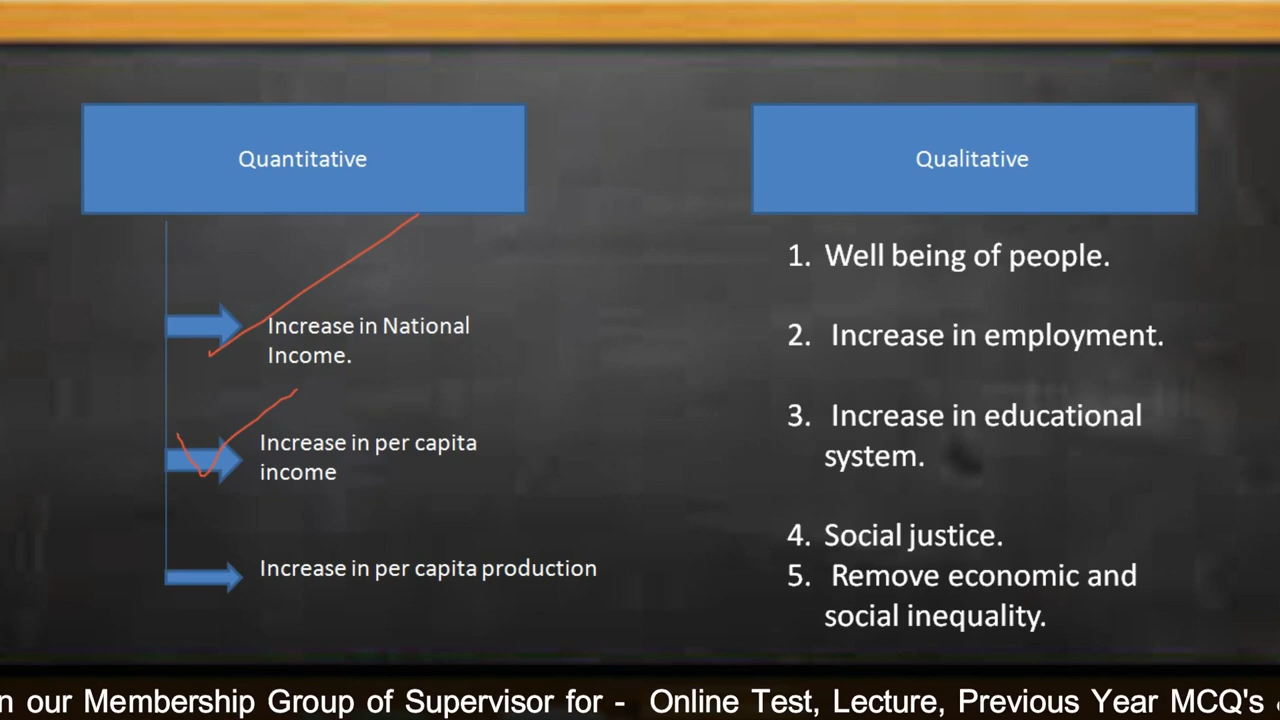 Quantitative
Increase in National
Income.
Increase in per capita
income
Increase in per capita production
Qualitative
1. Well being of people.
2. Increase in employment.
3. Increase in educational
system.
4. Social justice.
5. Remove economic and
social inequality.
our Membership Group of Supervisor for - Online Test, Lecture, Previous Year MCQ's